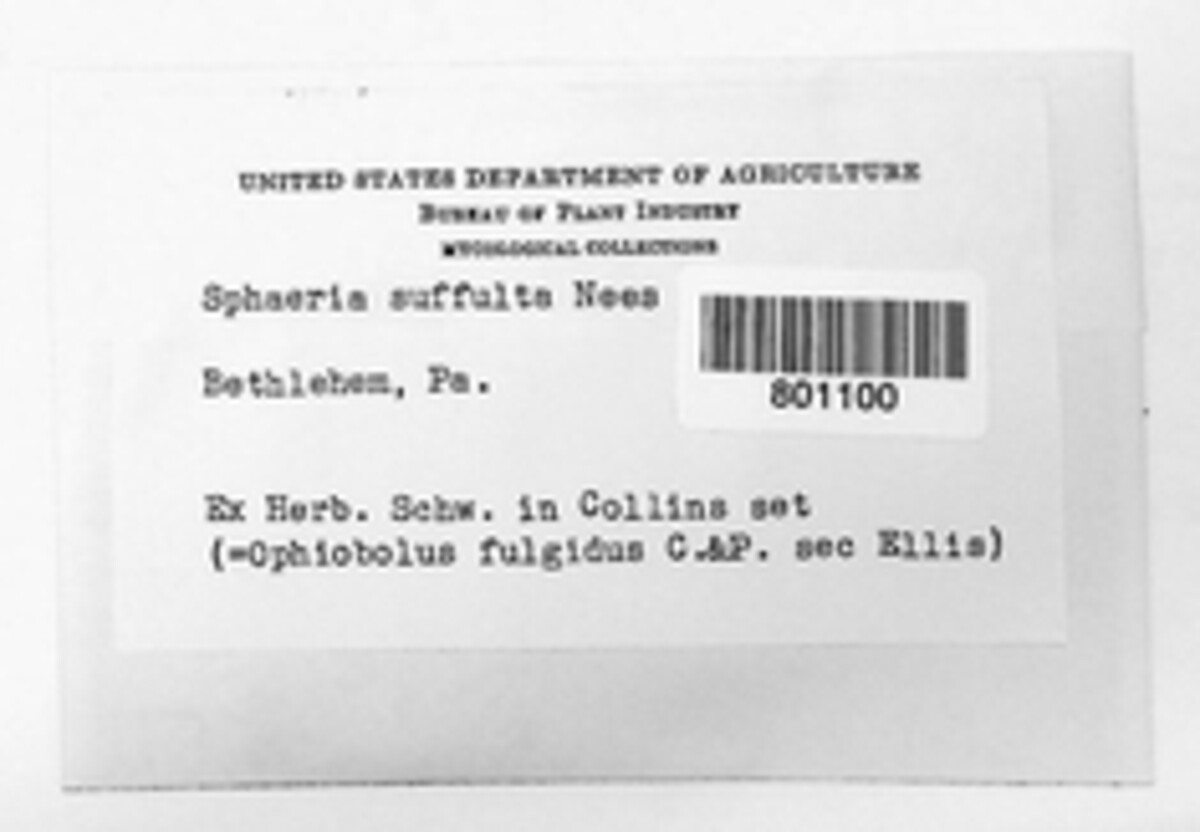 UNITED STATES DEPARTMENT OF AGRICULTURE
BUREAU OF PLANT INDUSTRY
MYCOLOGICAL COLLECTIONS
Sphaeria suffulta Nees
Bethlehem, Pa.
801100
Ex Herb. Schw. in Collins set
(=Ophiobolus fulgidus C.&P. sec Ellis)